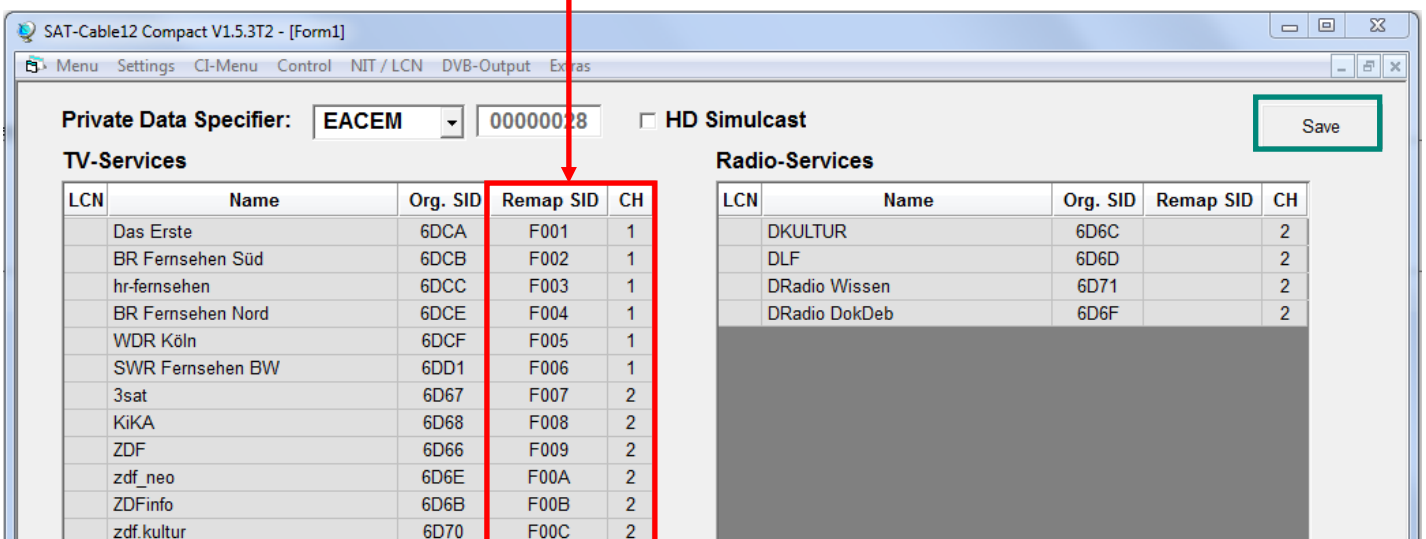 SAT-Cable12 Compact V1.5.3T2 - [Form1]
Menu Settings CI-Menu Control NIT / LCN DVB-Output Extras
Private Data Specifier: EACEM 00000028 HD Simulcast Save
TV-Services Radio-Services
LCN Name Org. SID Remap SID CH LCN Name Org. SID Remap SID CH
Das Erste 6DCA F001 1 DKULTUR 6D6C 2
BR Fernsehen Süd 6DCB F002 1 DLF 6D6D 2
hr-fernsehen 6DCC F003 1 DRadio Wissen 6D71 2
BR Fernsehen Nord 6DCE F004 1 DRadio DokDeb 6D6F 2
WDR Köln 6DCF F005 1
SWR Fernsehen BW 6DD1 F006 1
3sat 6D67 F007 2
KiKA 6D68 F008 2
ZDF 6D66 F009 2
zdf_neo 6D6E F00A 2
ZDFinfo 6D6B F00B 2
zdf.kultur 6D70 F00C 2